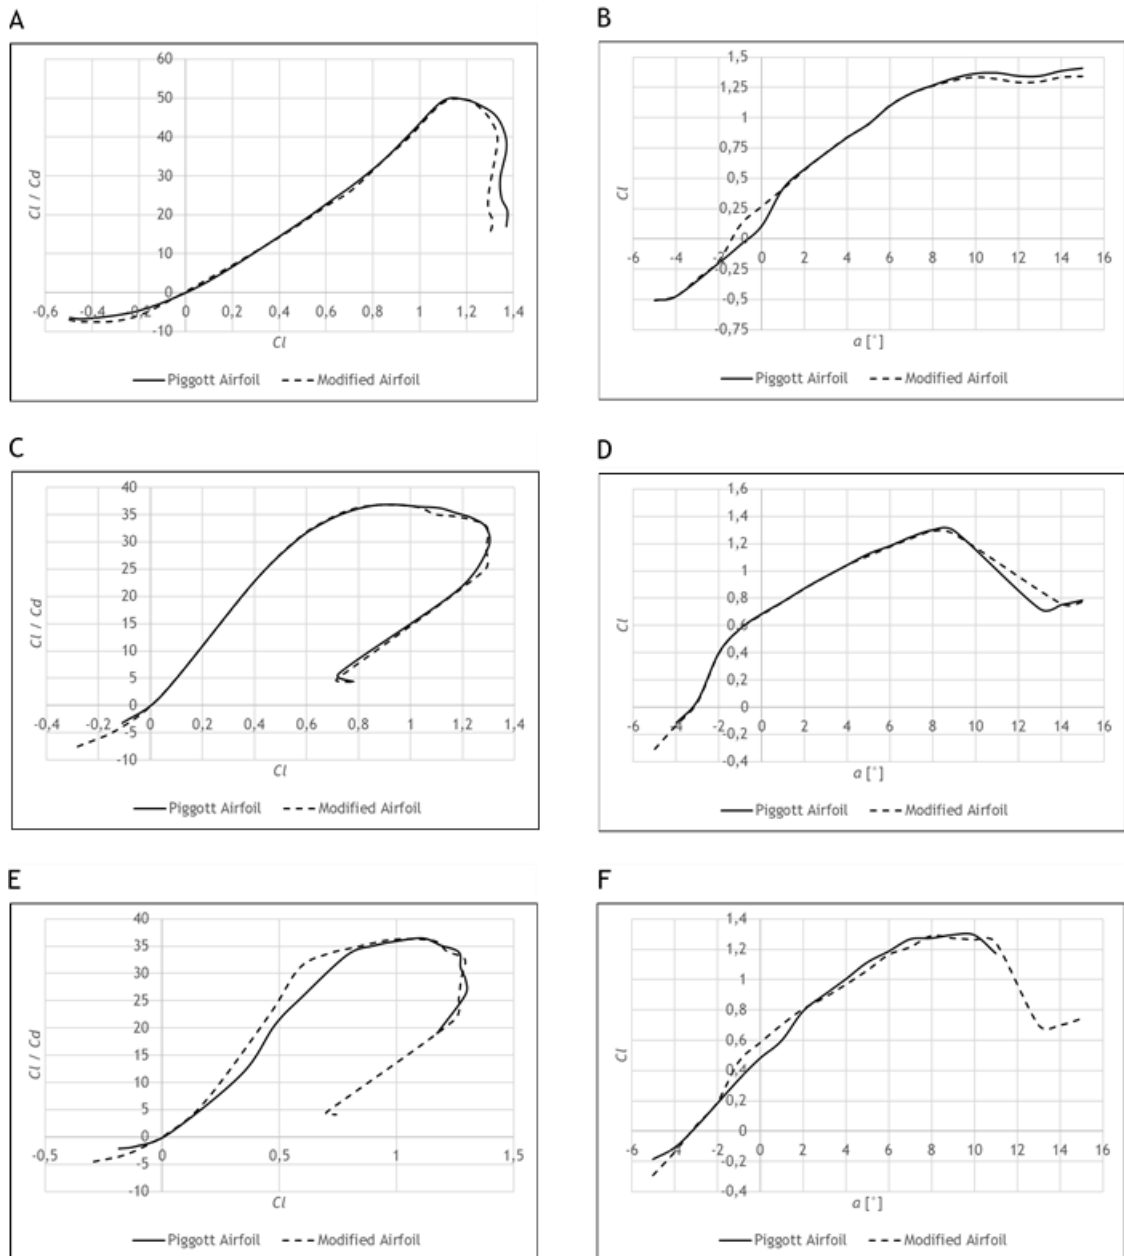 A
60
50
40
30
20
10
0
-10
-0,6 -0,4 -0,2 0 0,2 0,4 0,6 0,8 1 1,2 1,4
Cl / Cd
Cl
Piggott Airfoil Modified Airfoil
B
1,5
1,25
1
0,75
0,5
0,25
0
-0,25
-0,5
-0,75
-6 -4 -2 0 2 4 6 8 10 12 14 16
Cl
a [°]
Piggott Airfoil Modified Airfoil
C
40
35
30
25
20
15
10
5
0
-5
-10
-0,4 -0,2 0 0,2 0,4 0,6 0,8 1 1,2 1,4
Cl / Cd
Cl
Piggott Airfoil Modified Airfoil
D
1,6
1,4
1,2
1
0,8
0,6
0,4
0,2
0
-0,2
-0,4
-6 -4 -2 0 2 4 6 8 10 12 14 16
Cl
a [°]
Piggott Airfoil Modified Airfoil
E
40
35
30
25
20
15
10
5
0
-5
-10
-0,5 0 0,5 1 1,5
Cl / Cd
Cl
Piggott Airfoil Modified Airfoil
F
1,4
1,2
1
0,8
0,6
0,4
0,2
0
-0,2
-0,4
-6 -4 -2 0 2 4 6 8 10 12 14 16
Cl
a [°]
Piggott Airfoil Modified Airfoil